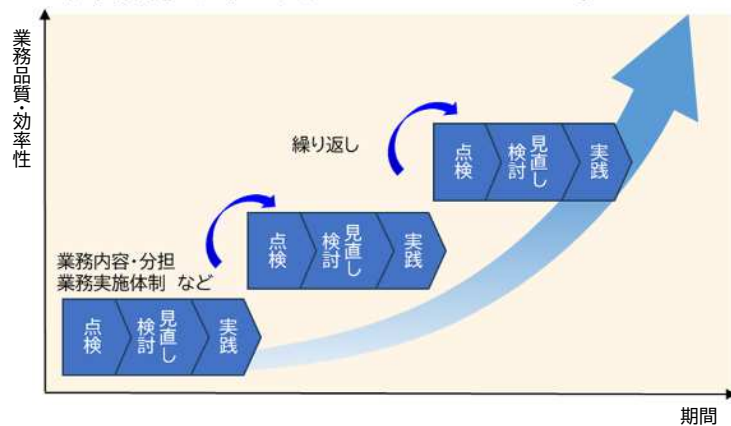 業務品質・効率性
繰り返し
点検
見直し
検討
実践
点検
見直し
検討
実践
業務内容・分担
業務実施体制 など
点検
見直し
検討
実践
期間